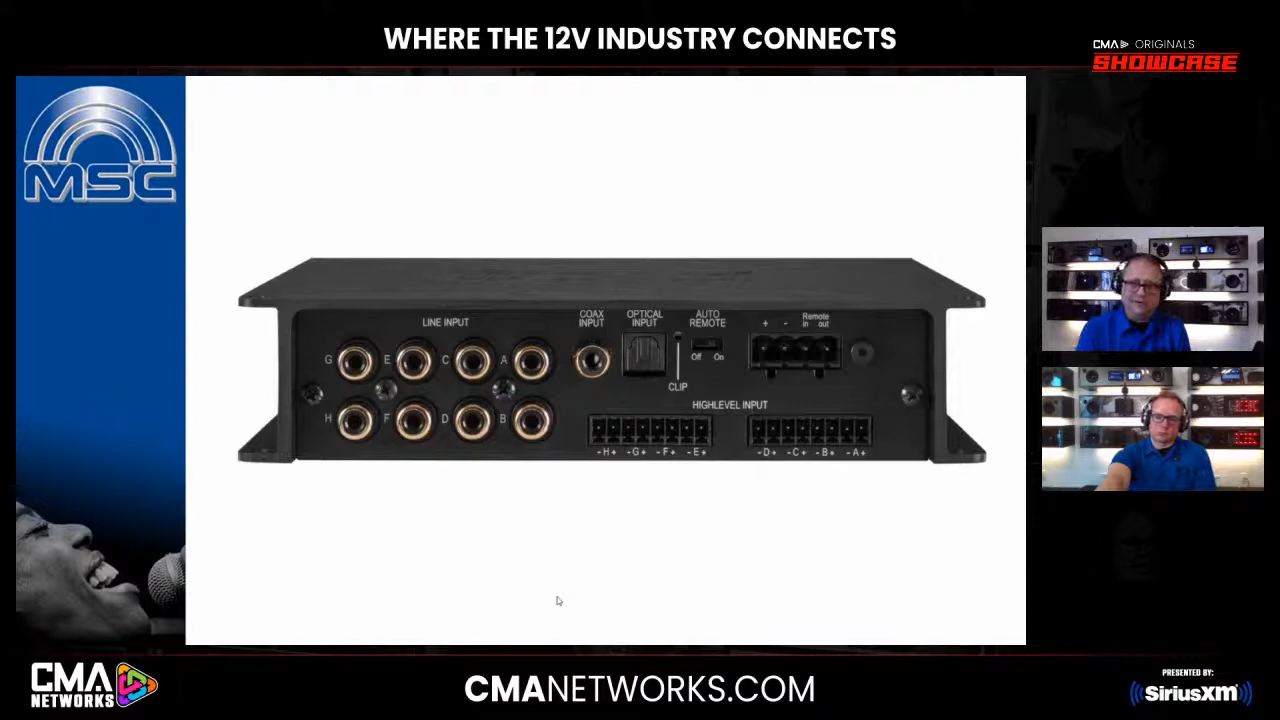 WHERE THE 12V INDUSTRY CONNECTS
CMA ORIGINALS
SHOWCASE
MSC
LINE INPUT
COAX
INPUT
OPTICAL
INPUT
AUTO
REMOTE
Off On
CLIP
+ - Remote
in out
G E C A
H F D B
HIGHLEVEL INPUT
-H+ -G+ -F+ -E+ -D+ -C+ -B+ -A+
CMA
NETWORKS
CMANETWORKS.COM
PRESENTED BY:
SiriusXM